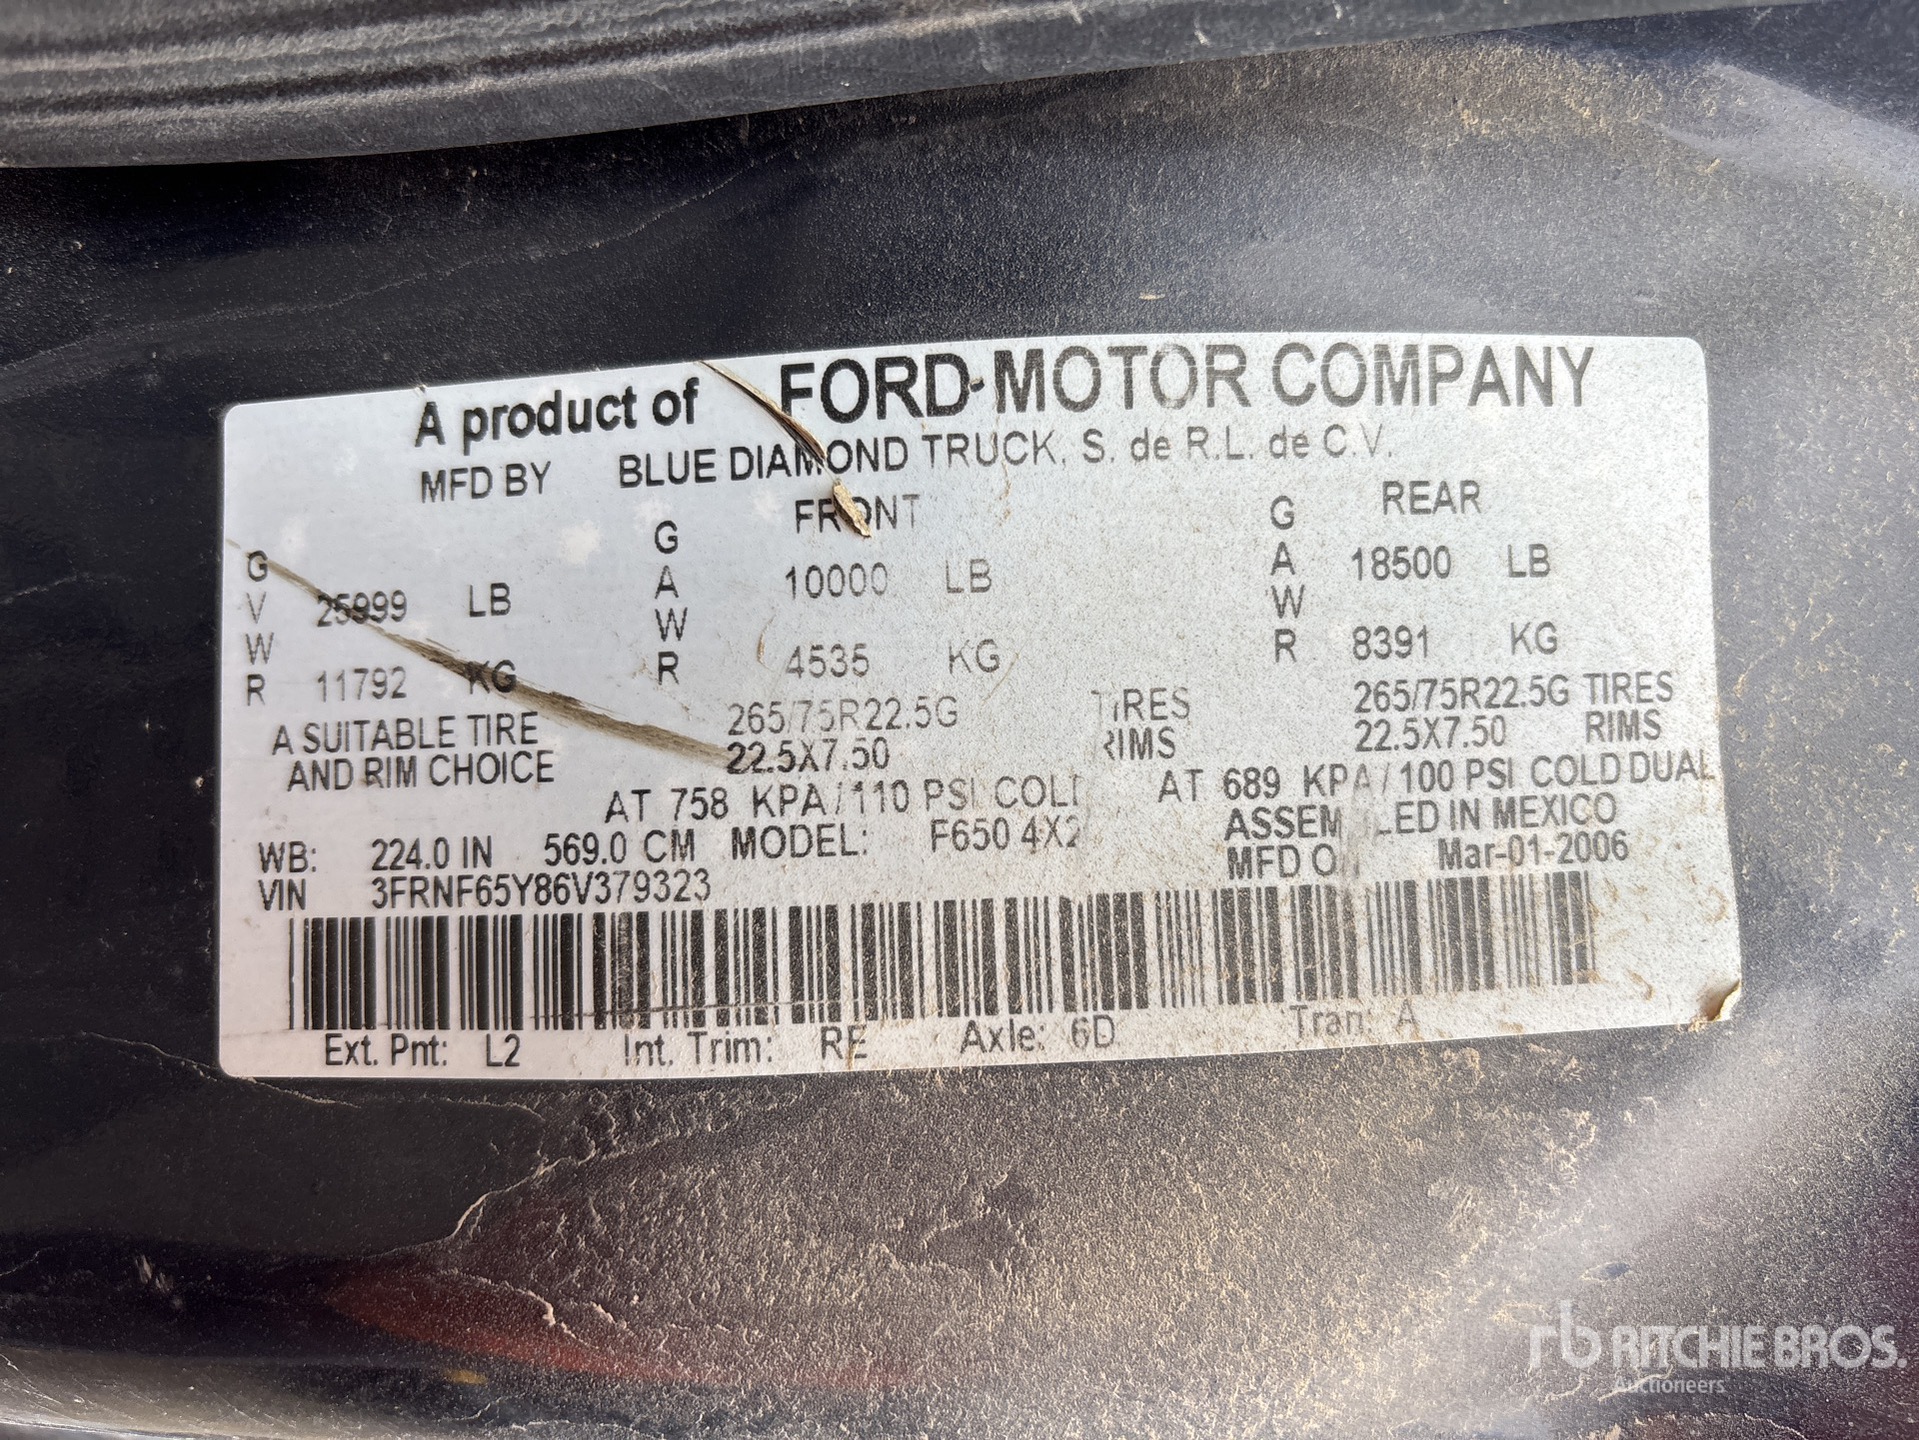 A product of FORD MOTOR COMPANY
MFD BY BLUE DIAMOND TRUCK, S. de R.L. de C.V.
GVWR 25999 LB 11792 KG
GAWR FRONT 10000 LB 4535 KG
GAWR REAR 18500 LB 8391 KG
A SUITABLE TIRE AND RIM CHOICE
265/75R22.5G TIRES
22.5X7.50 RIMS
AT 758 KPA/110 PSI COLD
265/75R22.5G TIRES
22.5X7.50 RIMS
AT 689 KPA/100 PSI COLD DUAL
WB: 224.0 IN 569.0 CM MODEL: F650 4X2
ASSEMBLED IN MEXICO
MFD ON Mar-01-2006
VIN 3FRNF65Y86V379323
Ext. Pnt: L2 Int. Trim: RE Axle: 6D Tran: A
rb RITCHIE BROS.
Auctioneers